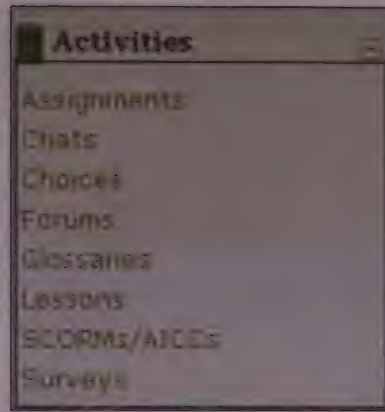 Activities
Assignments
Chats
Choices
Forums
Glossaries
Lessons
SCORMs/AICCs
Surveys